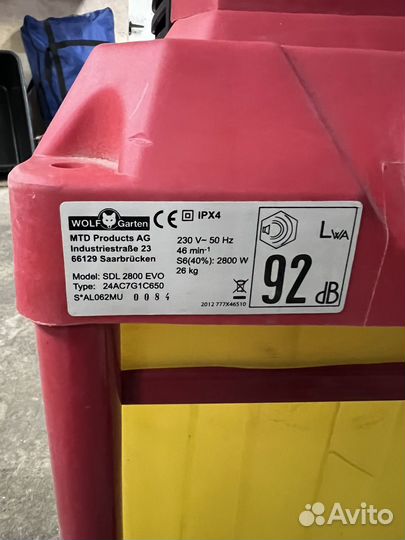 WOLF Garten CE IPX4
MTD Products AG
Industriestraße 23
66129 Saarbrücken
Model: SDL 2800 EVO
Type: 24AC7G1C650
S*AL062MU 0084
230 V~ 50 Hz
46 min-¹
S6(40%): 2800 W
26 kg
2012 777X46510
LWA
92 dB
Avito